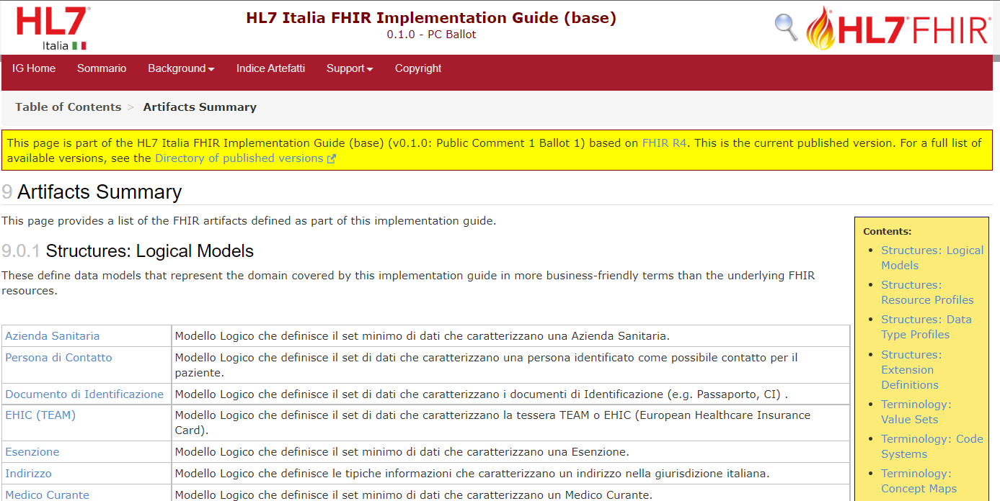 HL7
Italia
HL7 Italia FHIR Implementation Guide (base)
0.1.0 - PC Ballot
HL7 FHIR
IG Home Sommario Background Indice Artefatti Support Copyright
Table of Contents > Artifacts Summary
This page is part of the HL7 Italia FHIR Implementation Guide (base) (v0.1.0: Public Comment 1 Ballot 1) based on FHIR R4. This is the current published version. For a full list of
available versions, see the Directory of published versions
9 Artifacts Summary
This page provides a list of the FHIR artifacts defined as part of this implementation guide.
9.0.1 Structures: Logical Models
These define data models that represent the domain covered by this implementation guide in more business-friendly terms than the underlying FHIR
resources.
Azienda Sanitaria Modello Logico che definisce il set minimo di dati che caratterizzano una Azienda Sanitaria.
Persona di Contatto Modello Logico che definisce il set di dati che caratterizzano una persona identificato come possibile contatto per il
paziente.
Documento di Identificazione Modello Logico che definisce il set di dati che caratterizzano i documenti di Identificazione (e.g. Passaporto, CI) .
EHIC (TEAM) Modello Logico che definisce il set di dati che caratterizzano la tessera TEAM o EHIC (European Healthcare Insurance
Card).
Esenzione Modello Logico che definisce il set minimo di dati che caratterizzano una Esenzione.
Indirizzo Modello Logico che definisce le tipiche informazioni che caratterizzano un indirizzo nella giurisdizione italiana.
Medico Curante Modello Logico che definisce il set minimo di dati che caratterizzano un Medico Curante.
Contents:
• Structures: Logical
Models
• Structures:
Resource Profiles
• Structures: Data
Type Profiles
• Structures:
Extension
Definitions
• Terminology:
Value Sets
• Terminology: Code
Systems
• Terminology:
Concept Maps